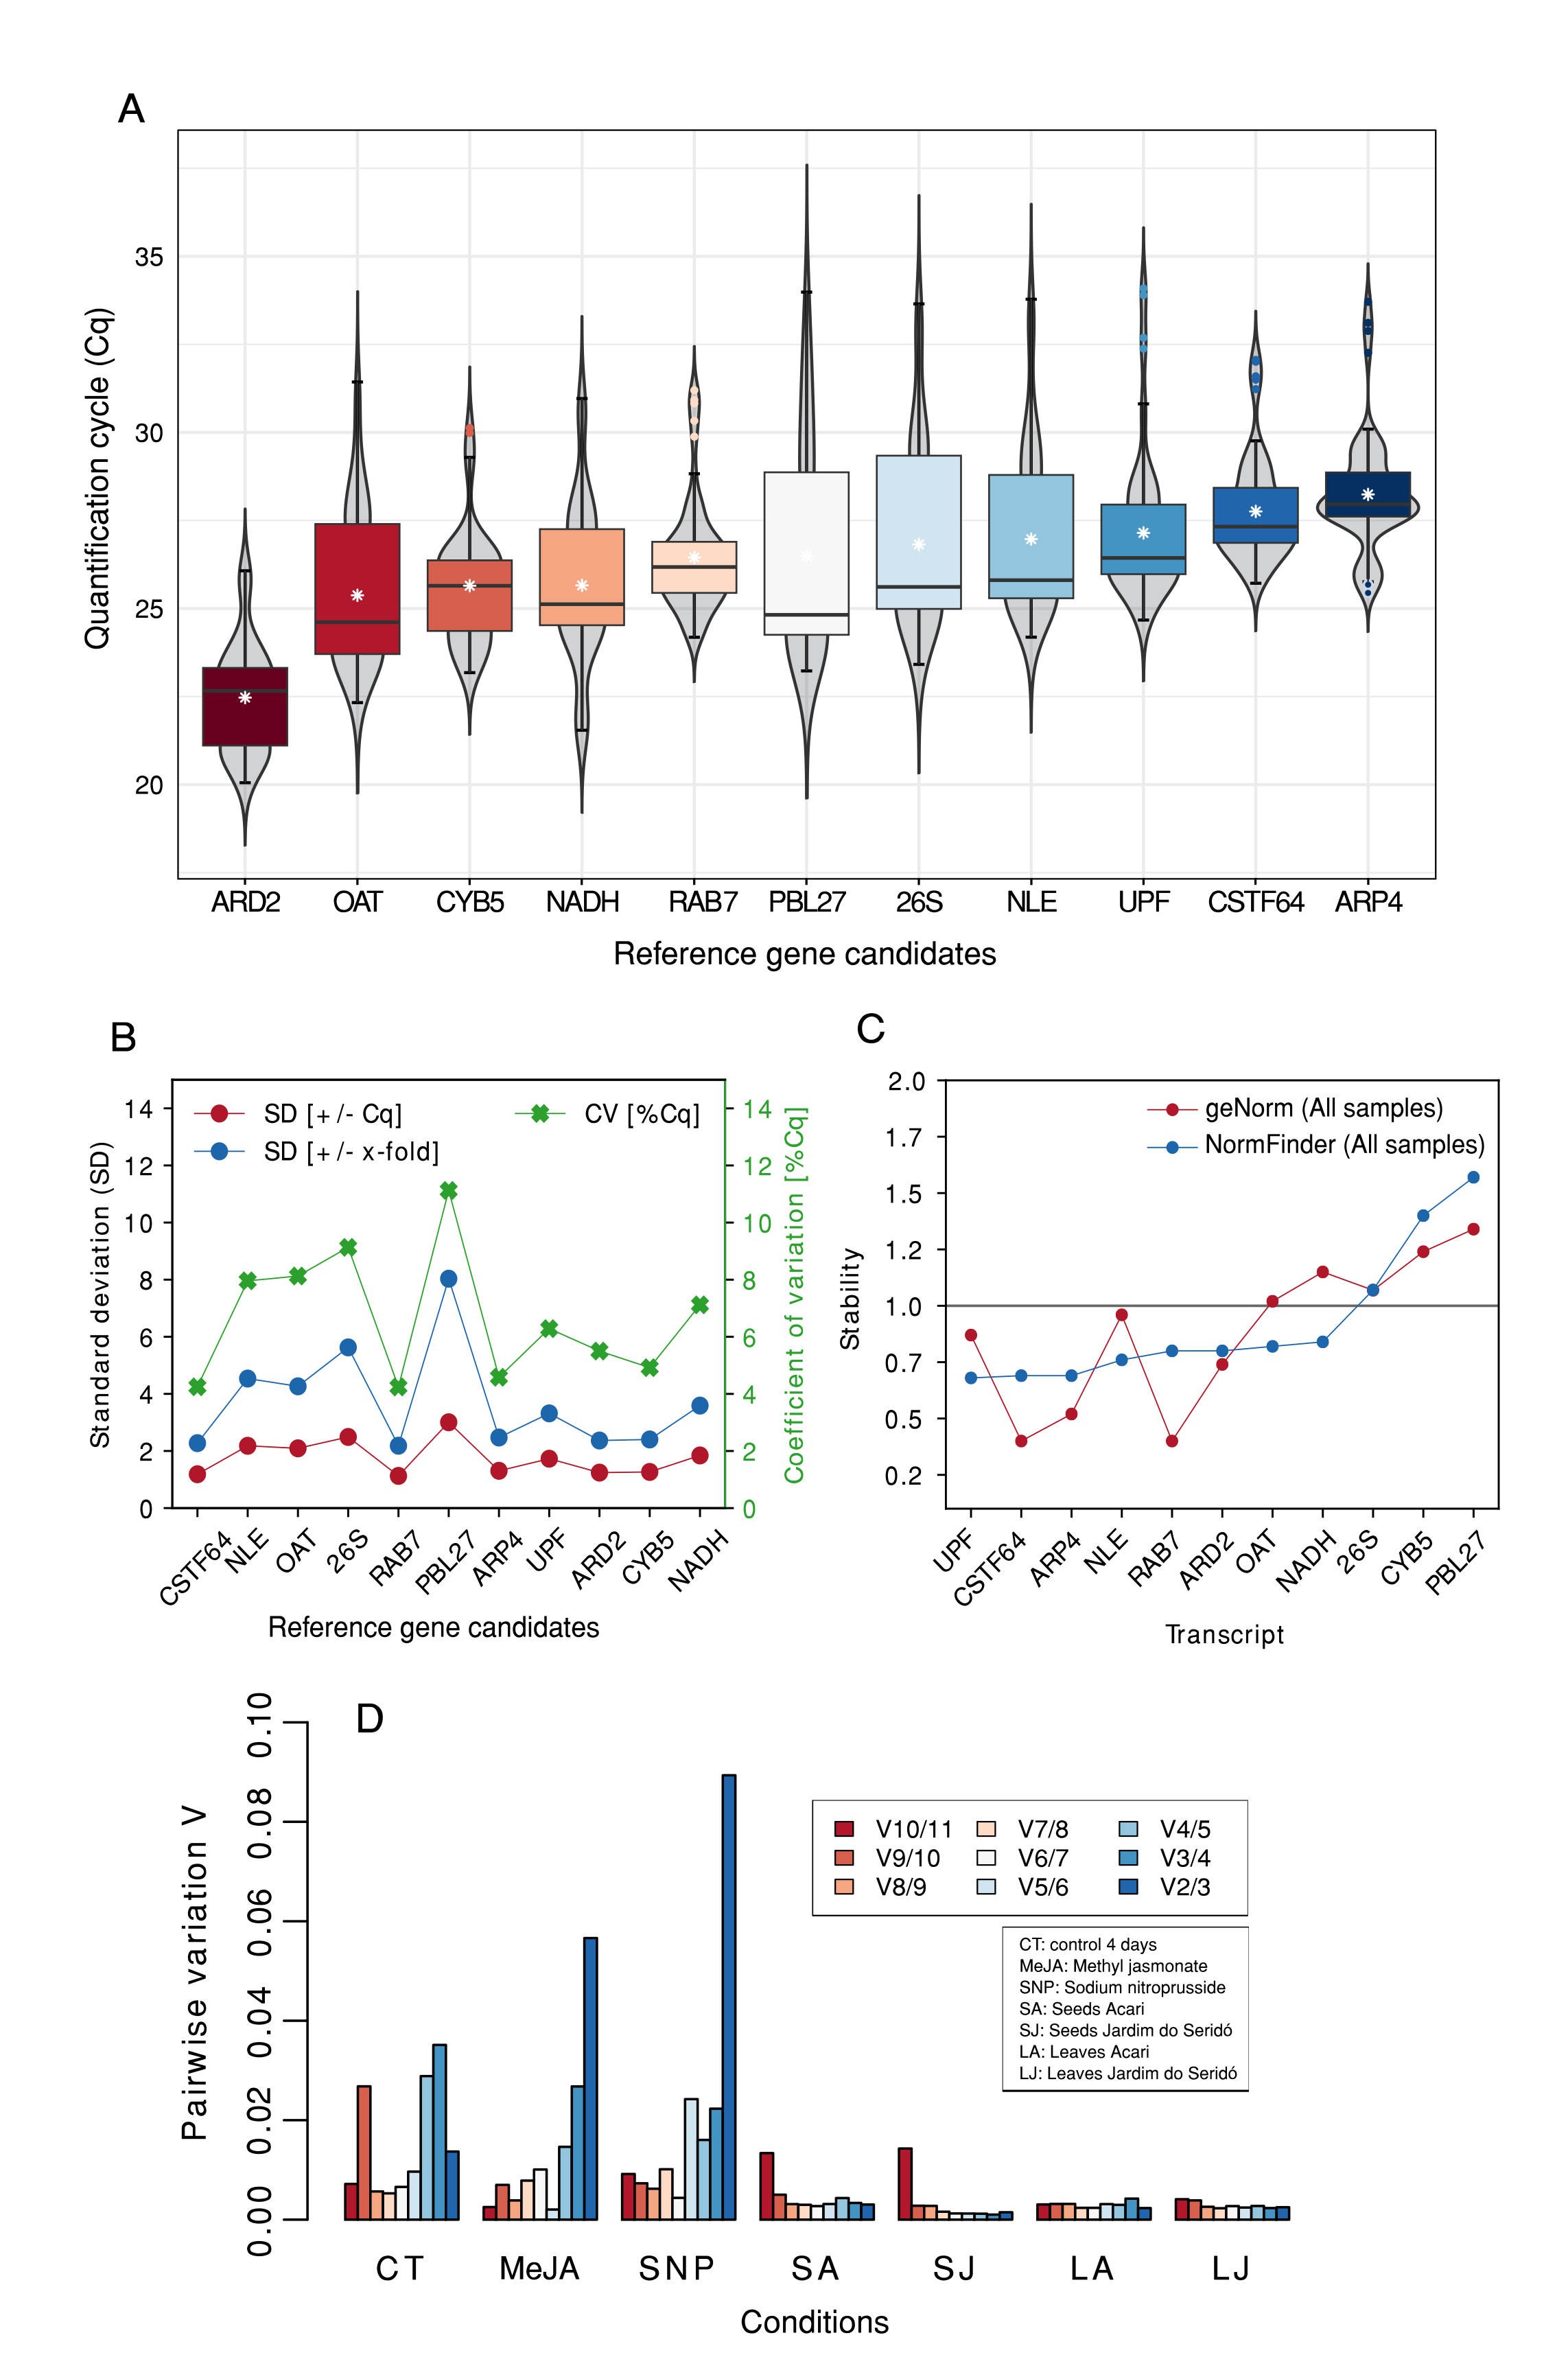 A
Quantification cycle (Cq)
35
30
25
20
ARD2 OAT CYB5 NADH RAB7 PBL27 26S NLE UPF CSTF64 ARP4
Reference gene candidates
B
Standard deviation (SD)
14
12
10
8
6
4
2
0
SD [+/- Cq]
SD [+/- x-fold]
CV [%Cq]
14
12
10
8
6
4
2
0
Coefficient of variation [%Cq]
CSTF64 NLE OAT 26S RAB7 PBL27 ARP4 UPF ARD2 CYB5 NADH
Reference gene candidates
C
Stability
2.0
1.7
1.5
1.2
1.0
0.7
0.5
0.2
geNorm (All samples)
NormFinder (All samples)
UPF CSTF64 ARP4 NLE RAB7 ARD2 OAT NADH 26S CYB5 PBL27
Transcript
D
Pairwise variation V
0.10
0.08
0.06
0.04
0.02
0.00
V10/11 V7/8 V4/5
V9/10 V6/7 V3/4
V8/9 V5/6 V2/3
CT: control 4 days
MeJA: Methyl jasmonate
SNP: Sodium nitroprusside
SA: Seeds Acari
SJ: Seeds Jardim do Seridó
LA: Leaves Acari
LJ: Leaves Jardim do Seridó
CT MeJA SNP SA SJ LA LJ
Conditions